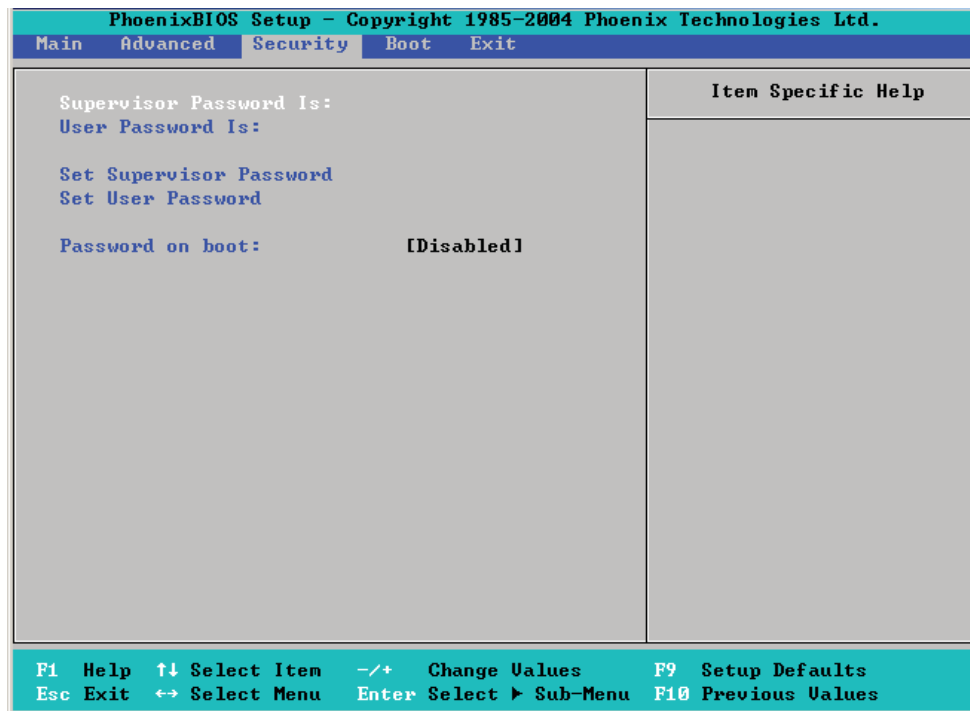 PhoenixBIOS Setup - Copyright 1985-2004 Phoenix Technologies Ltd.
Main Advanced Security Boot Exit
Supervisor Password Is:
User Password Is:
Set Supervisor Password
Set User Password
Password on boot: [Disabled]
Item Specific Help
F1 Help ↑↓ Select Item -/+ Change Values F9 Setup Defaults
Esc Exit ↔ Select Menu Enter Select ▶ Sub-Menu F10 Previous Values